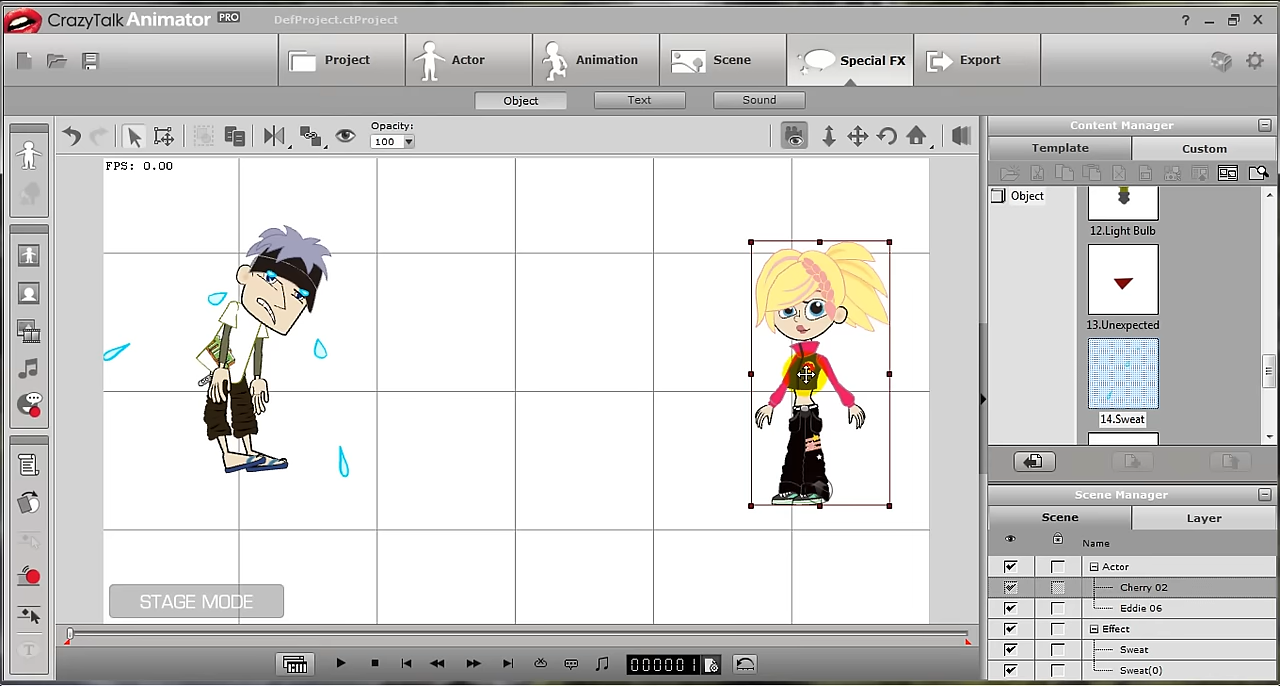 CrazyTalk Animator PRO DefProject.ctProject ?
Project Actor Animation Scene Special FX Export
Object Text Sound
Opacity:
100
FPS: 0.00
STAGE MODE
000001
Content Manager
Template Custom
Object
12.Light Bulb
13.Unexpected
14.Sweat
Scene Manager
Scene Layer
Name
Actor
Cherry 02
Eddie 06
Effect
Sweat
Sweat(0)
T